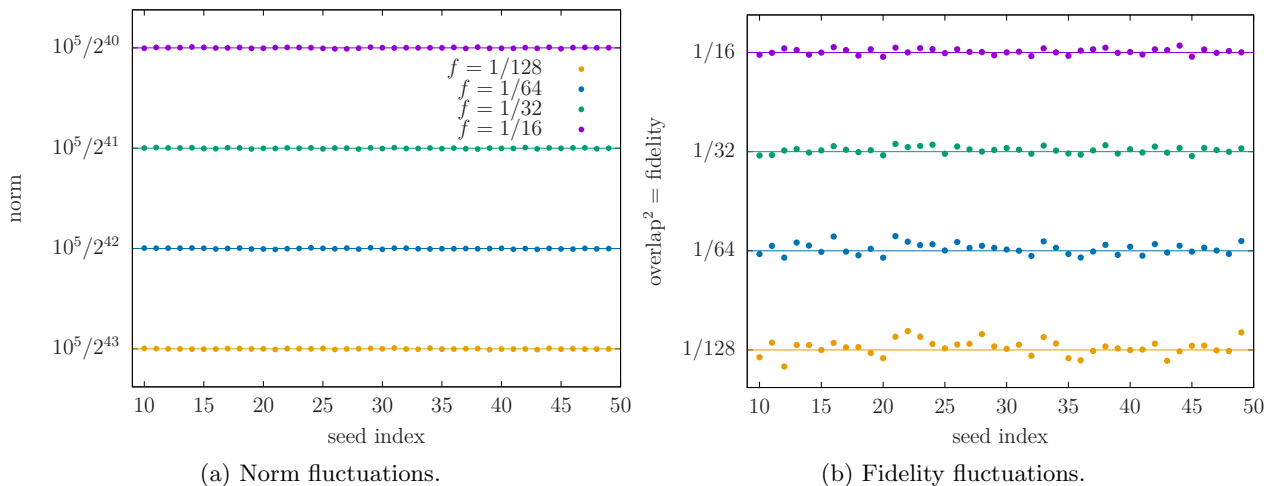 norm
10^5/2^40
10^5/2^41
10^5/2^42
10^5/2^43
f = 1/128
f = 1/64
f = 1/32
f = 1/16
10 15 20 25 30 35 40 45 50
seed index
(a) Norm fluctuations.
overlap^2 = fidelity
1/16
1/32
1/64
1/128
10 15 20 25 30 35 40 45 50
seed index
(b) Fidelity fluctuations.